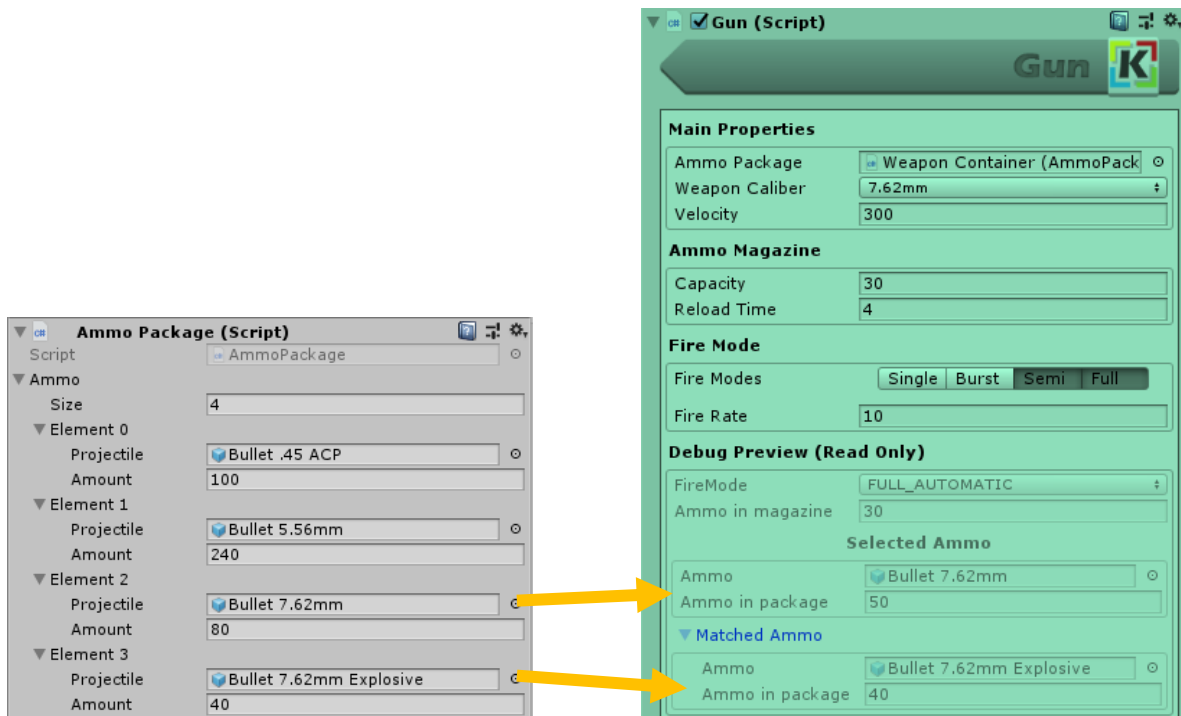 Ammo Package (Script)
Script AmmoPackage
Ammo
Size 4
Element 0
Projectile Bullet .45 ACP
Amount 100
Element 1
Projectile Bullet 5.56mm
Amount 240
Element 2
Projectile Bullet 7.62mm
Amount 80
Element 3
Projectile Bullet 7.62mm Explosive
Amount 40
Gun (Script)
Gun K
Main Properties
Ammo Package Weapon Container (AmmoPack
Weapon Caliber 7.62mm
Velocity 300
Ammo Magazine
Capacity 30
Reload Time 4
Fire Mode
Fire Modes Single Burst Semi Full
Fire Rate 10
Debug Preview (Read Only)
FireMode FULL_AUTOMATIC
Ammo in magazine 30
Selected Ammo
Ammo Bullet 7.62mm
Ammo in package 50
Matched Ammo
Ammo Bullet 7.62mm Explosive
Ammo in package 40